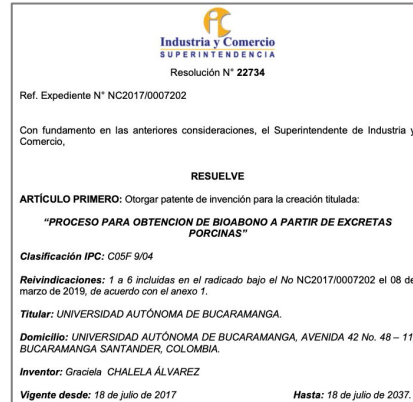 Industria y Comercio
SUPERINTENDENCIA
Resolución N° 22734
Ref. Expediente N° NC2017/0007202
Con fundamento en las anteriores consideraciones, el Superintendente de Industria y
Comercio,
RESUELVE
ARTÍCULO PRIMERO: Otorgar patente de invención para la creación titulada:
“PROCESO PARA OBTENCION DE BIOABONO A PARTIR DE EXCRETAS
PORCINAS”
Clasificación IPC: C05F 9/04
Reivindicaciones: 1 a 6 incluidas en el radicado bajo el No NC2017/0007202 el 08 de
marzo de 2019, de acuerdo con el anexo 1.
Titular: UNIVERSIDAD AUTÓNOMA DE BUCARAMANGA.
Domicilio: UNIVERSIDAD AUTÓNOMA DE BUCARAMANGA, AVENIDA 42 No. 48 – 11
BUCARAMANGA SANTANDER, COLOMBIA.
Inventor: Graciela CHALELA ÁLVAREZ
Vigente desde: 18 de julio de 2017 Hasta: 18 de julio de 2037.